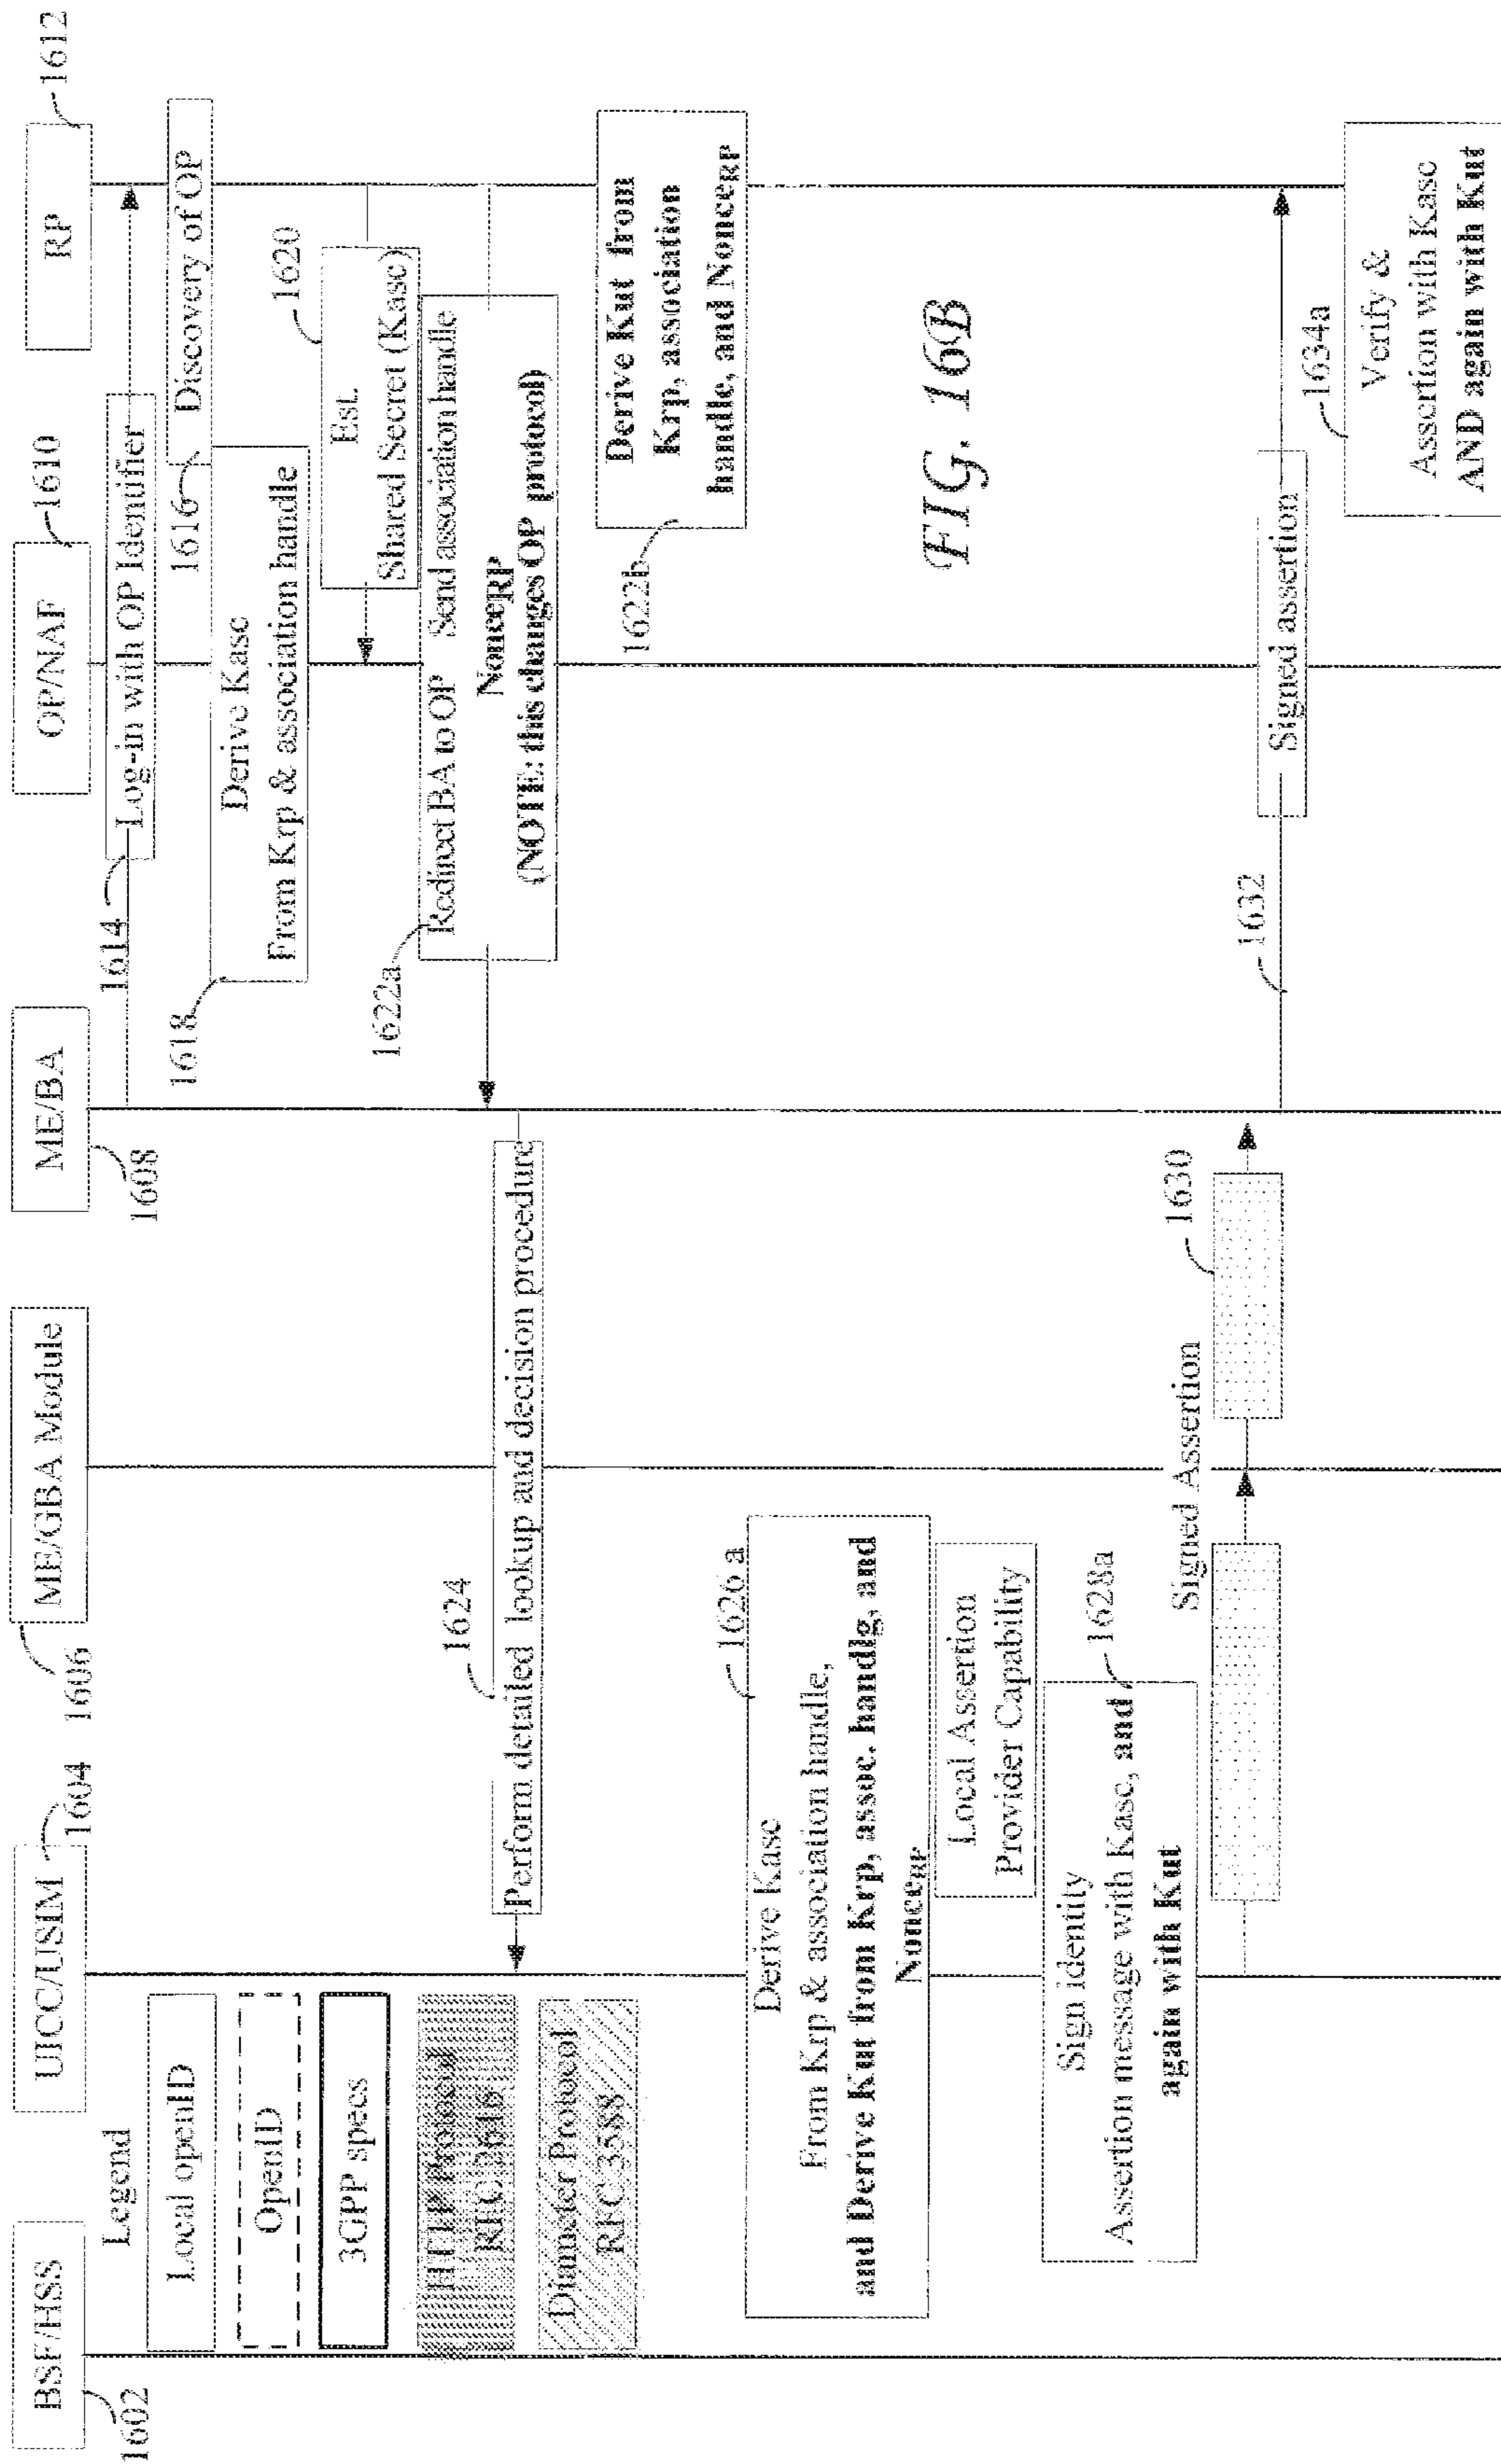 BSF/HSS
1602
UICC/USIM
1604
ME/GBA Module
1606
ME/BA
1608
OP/NAF
1610
RP
1612
Legend
Local openID
OpenID
3GPP specs
HTTP Protocol
RFC 2616
Diameter Protocol
RFC 3588
1614
Log-in with OP Identifier
1616
Discovery of OP
1618
Derive Kasc
From Krp & association handle
1620
Est.
Shared Secret (Kasc)
1622a
Redirect BA to OP Send association handle
NonceRP
(NOTE: this changes OP protocol)
1622b
Derive Kut from
Krp, association
handle, and NonceRP
1624
Perform detailed lookup and decision procedure
1626 a
Derive Kasc
From Krp & association handle,
and Derive Kut from Krp, assoc. handlg, and
NonceRP
Local Assertion
Provider Capability
1628a
Sign identity
Assertion message with Kasc, and
again with Kut
Signed Assertion
1630
1632
Signed assertion
1634a
Verify &
Assertion with Kasc
AND again with Kut
FIG. 16B